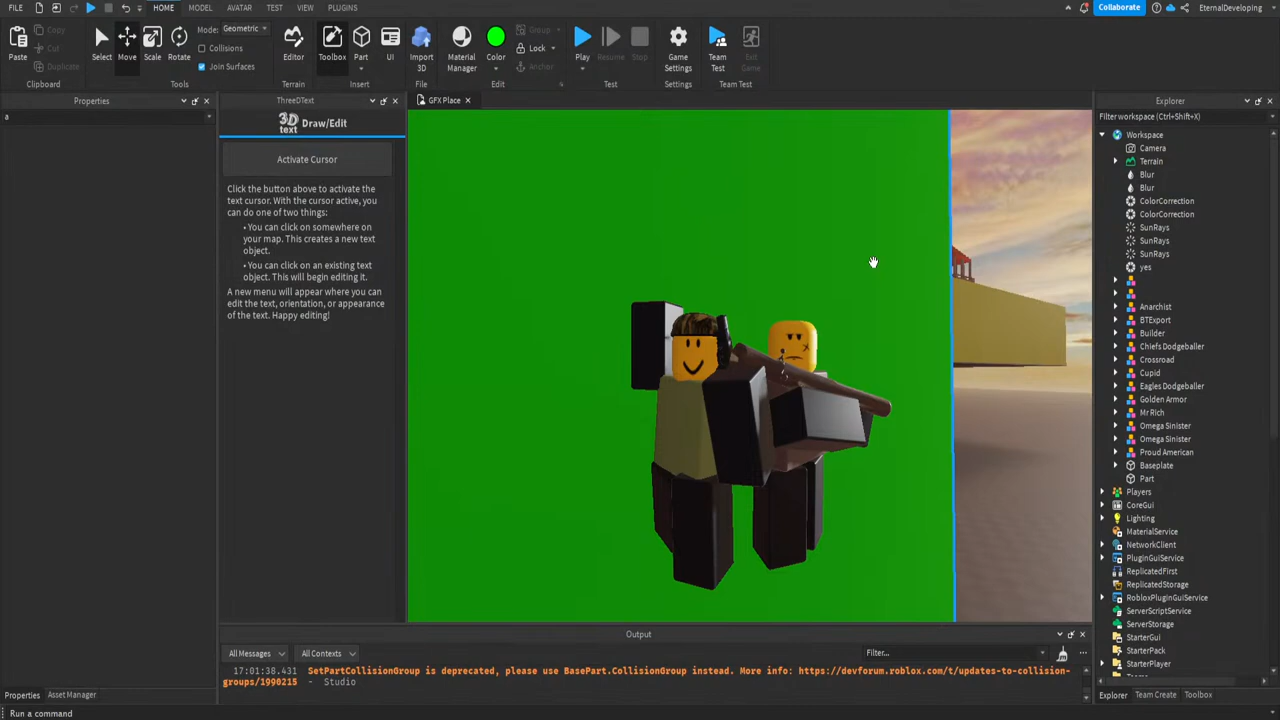 FILE HOME MODEL AVATAR TEST VIEW PLUGINS
Collaborate EternalDeveloping
Paste Copy Cut Duplicate
Select Move Scale Rotate
Mode: Geometric
Collisions
Join Surfaces
Editor Toolbox Part UI Import 3D Material Manager Color
Group
Lock
Anchor
Play Resume Stop Game Settings Team Test Exit Game
Clipboard Tools Terrain Insert File Edit Test Settings Team Test
Properties
a
ThreeDText
3D text Draw/Edit
Activate Cursor
Click the button above to activate the
text cursor. With the cursor active, you
can do one of two things:
• You can click on somewhere on
your map. This creates a new text
object.
• You can click on an existing text
object. This will begin editing it.
A new menu will appear where you can
edit the text, orientation, or appearance
of the text. Happy editing!
GFX Place
Explorer
Filter workspace (Ctrl+Shift+X)
Workspace
Camera
Terrain
Blur
Blur
ColorCorrection
ColorCorrection
SunRays
SunRays
SunRays
yes
Anarchist
BTExport
Builder
Chiefs Dodgeballer
Crossroad
Cupid
Eagles Dodgeballer
Golden Armor
Mr Rich
Omega Sinister
Omega Sinister
Proud American
Baseplate
Part
Players
CoreGui
Lighting
MaterialService
NetworkClient
PluginGuiService
ReplicatedFirst
ReplicatedStorage
RobloxPluginGuiService
ServerScriptService
ServerStorage
StarterGui
StarterPack
StarterPlayer
Output
All Messages All Contexts Filter...
17:01:38.431 SetPartCollisionGroup is deprecated, please use BasePart.CollisionGroup instead. More info: https://devforum.roblox.com/t/updates-to-collision-
groups/1990215 - Studio
Properties Asset Manager
Explorer Team Create Toolbox
Run a command